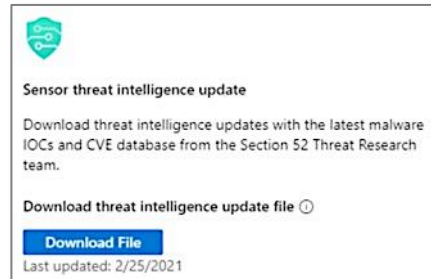 Sensor threat intelligence update
Download threat intelligence updates with the latest malware
IOCs and CVE database from the Section 52 Threat Research
team.
Download threat intelligence update file
Download File
Last updated: 2/25/2021